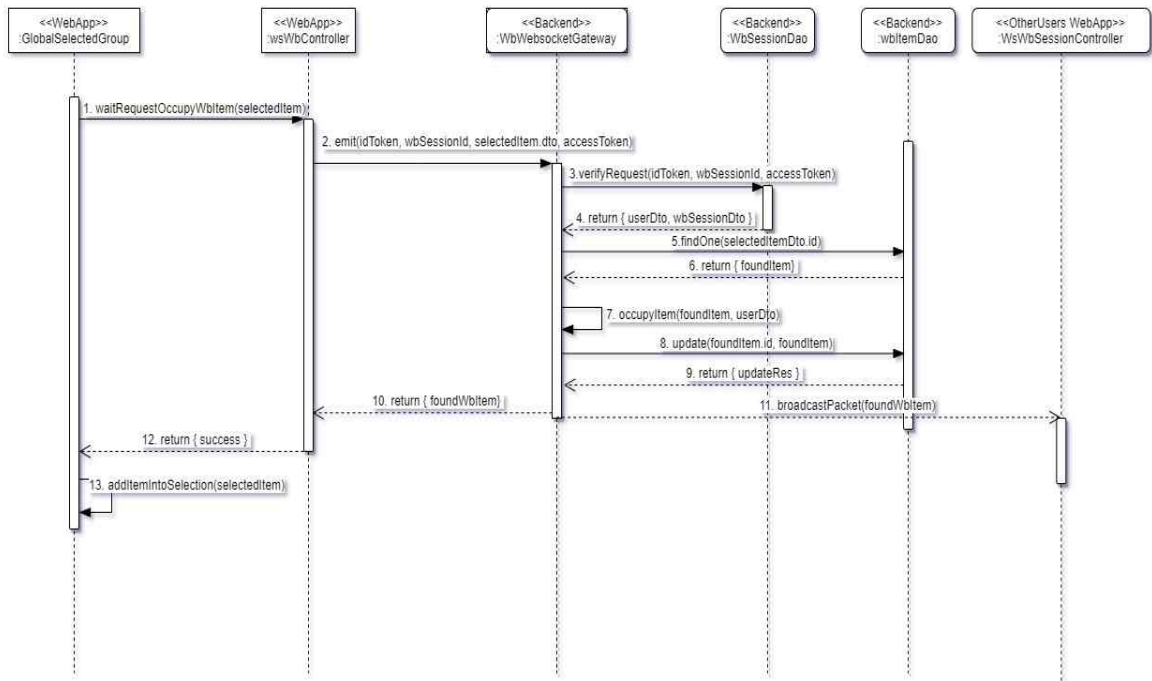 <<WebApp>>
:GlobalSelectedGroup
<<WebApp>>
:wsWbController
<<Backend>>
:WbWebsocketGateway
<<Backend>>
:WbSessionDao
<<Backend>>
:wbItemDao
<<OtherUsers WebApp>>
:WsWbSessionController
1. waitRequestOccupyWbItem(selectedItem)
2. emit(idToken, wbSessionId, selectedItem.dto, accessToken)
3.verifyRequest(idToken, wbSessionId, accessToken)
4. return { userDto, wbSessionDto }
5.findOne(selectedItemDto.id)
6. return { foundItem}
7. occupyItem(foundItem, userDto)
8. update(foundItem.id, foundItem)
9. return { updateRes }
10. return { foundWbItem}
11. broadcastPacket(foundWbItem)
12. return { success }
13. addItemIntoSelection(selectedItem)